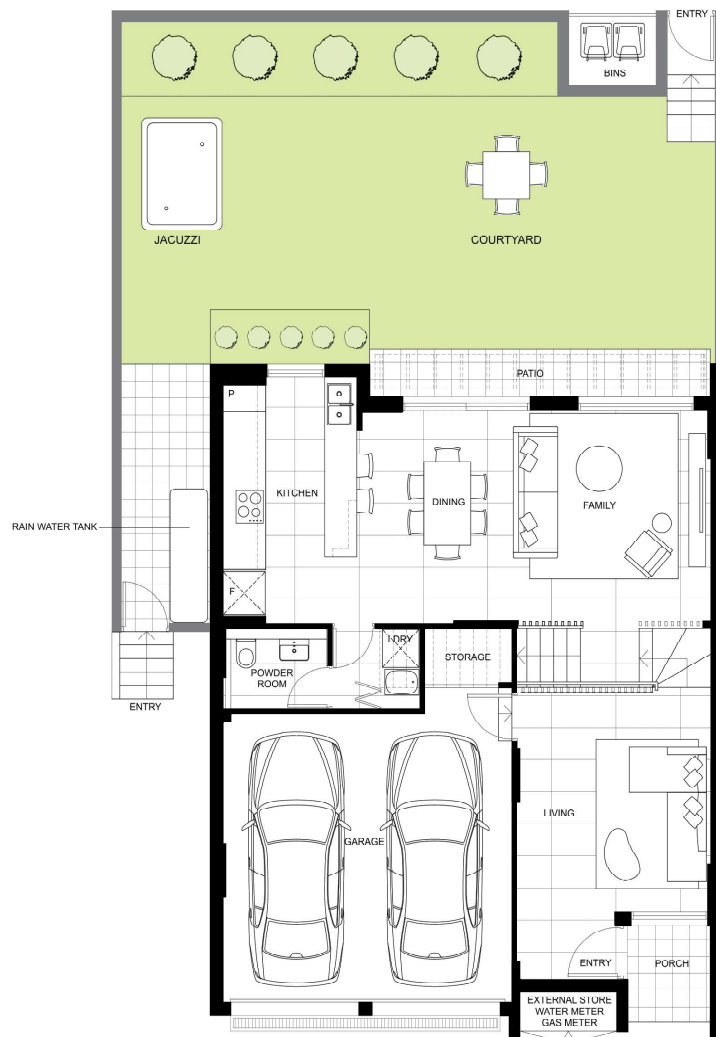 ENTRY
BINS
JACUZZI
COURTYARD
PATIO
P
KITCHEN
DINING
FAMILY
RAIN WATER TANK
F
L'DRY
STORAGE
POWDER
ROOM
ENTRY
LIVING
GARAGE
ENTRY
PORCH
EXTERNAL STORE
WATER METER
GAS METER